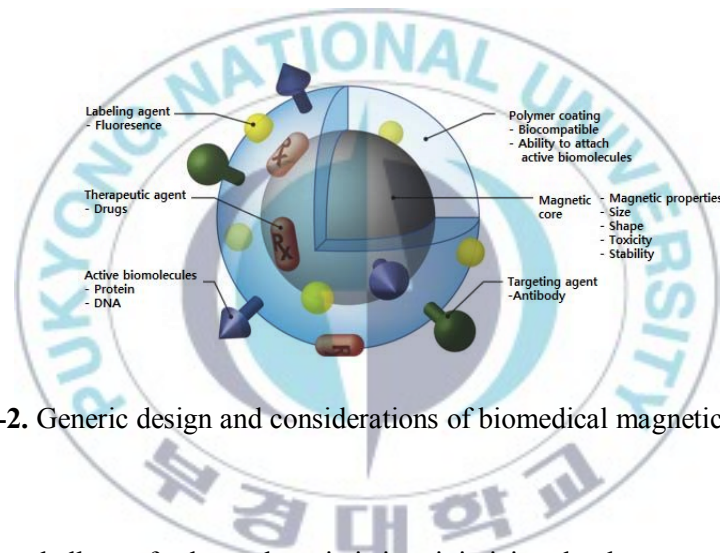 PUKYONG NATIONAL UNIVERSITY
Labeling agent
- Fluoresence
Therapeutic agent
- Drugs
Active biomolecules
- Protein
- DNA
Rx
Rx
R
Polymer coating
- Biocompatible
- Ability to attach
active biomolecules
Magnetic
core
- Magnetic properties
- Size
- Shape
- Toxicity
- Stability
Targeting agent
-Antibody
-2. Generic design and considerations of biomedical magnetic
부경대학교